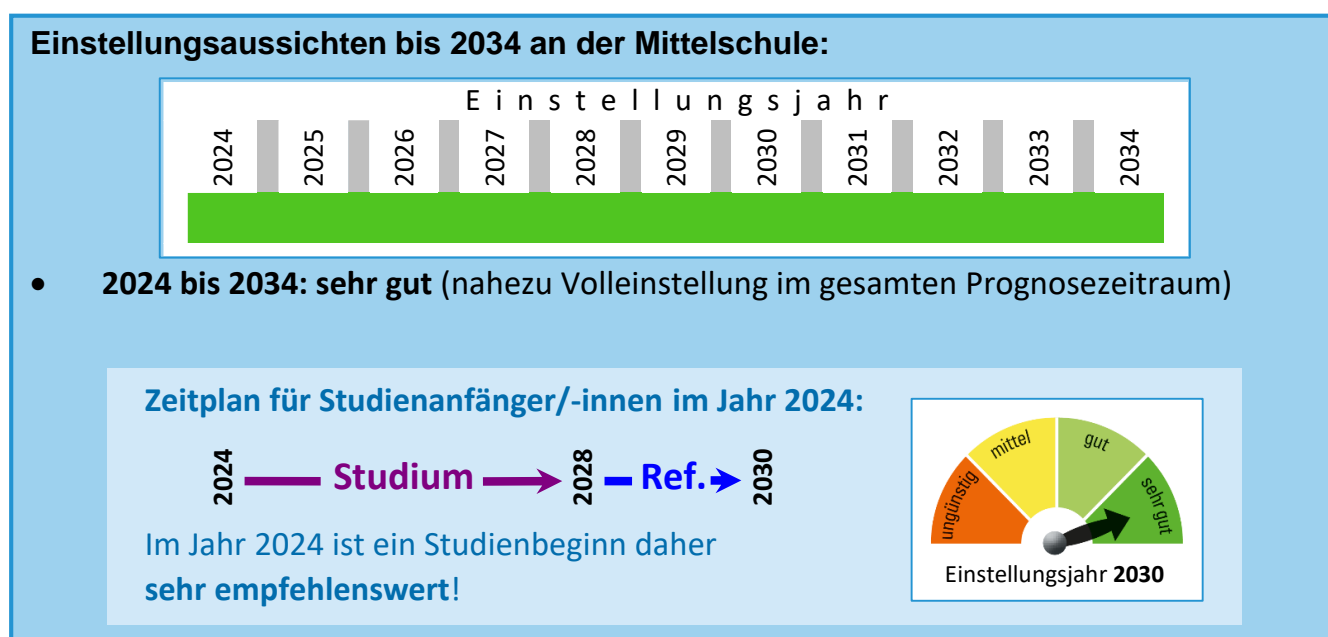 Einstellungsaussichten bis 2034 an der Mittelschule:
Einstellungsjahr
2024 2025 2026 2027 2028 2029 2030 2031 2032 2033 2034
• 2024 bis 2034: sehr gut (nahezu Volleinstellung im gesamten Prognosezeitraum)
Zeitplan für Studienanfänger/-innen im Jahr 2024:
2024 Studium 2028 Ref. 2030
Im Jahr 2024 ist ein Studienbeginn daher
sehr empfehlenswert!
ungünstig
mittel
gut
sehr gut
Einstellungsjahr 2030